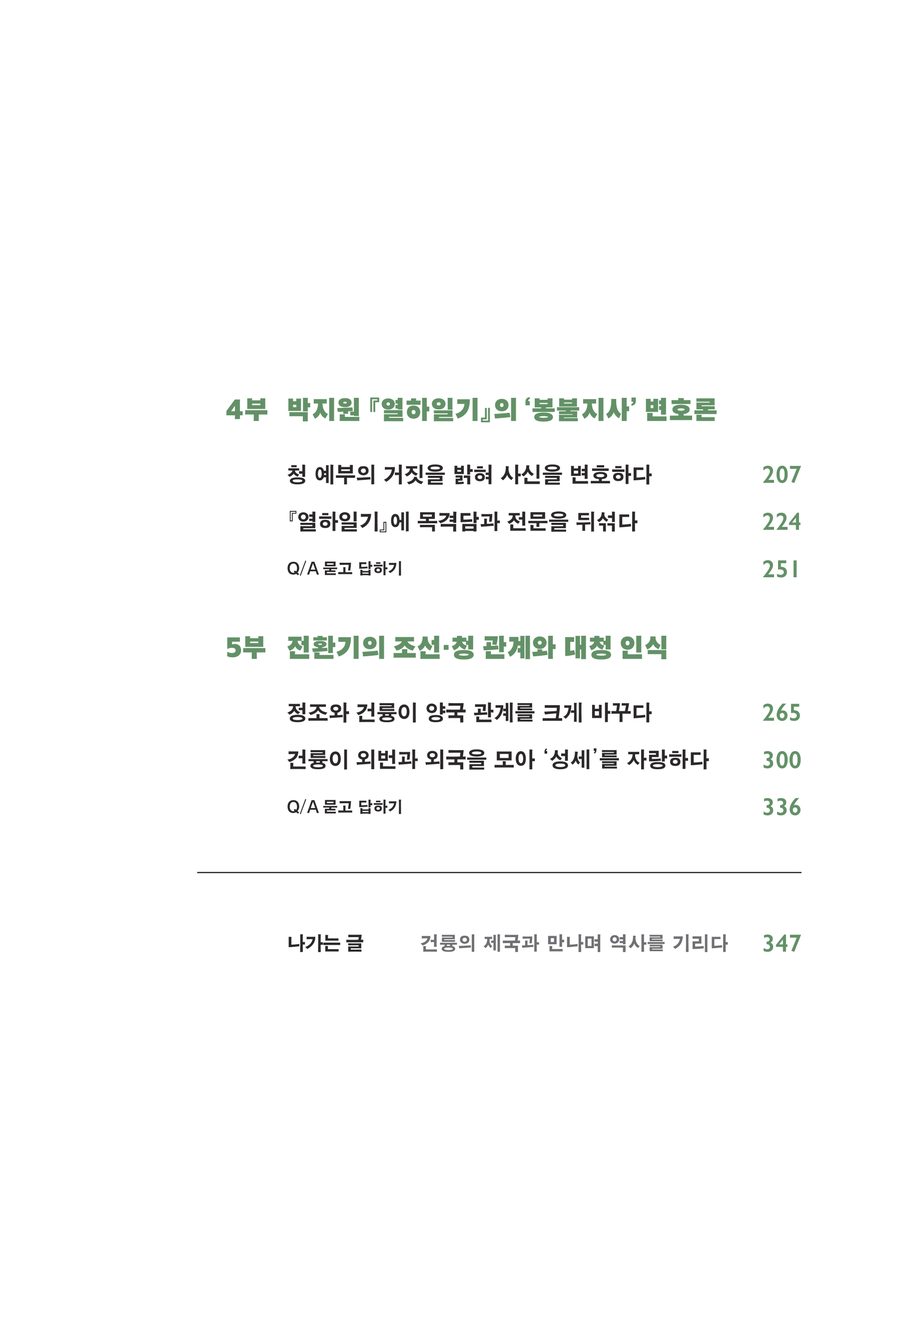 4부 박지원 『열하일기』의 ‘봉불지사’ 변호론
청 예부의 거짓을 밝혀 사신을 변호하다 207
『열하일기』에 목격담과 전문을 뒤섞다 224
Q/A 묻고 답하기 251
5부 전환기의 조선·청 관계와 대청 인식
정조와 건륭이 양국 관계를 크게 바꾸다 265
건륭이 외번과 외국을 모아 ‘성세’를 자랑하다 300
Q/A 묻고 답하기 336
나가는 글 건륭의 제국과 만나며 역사를 기리다 347